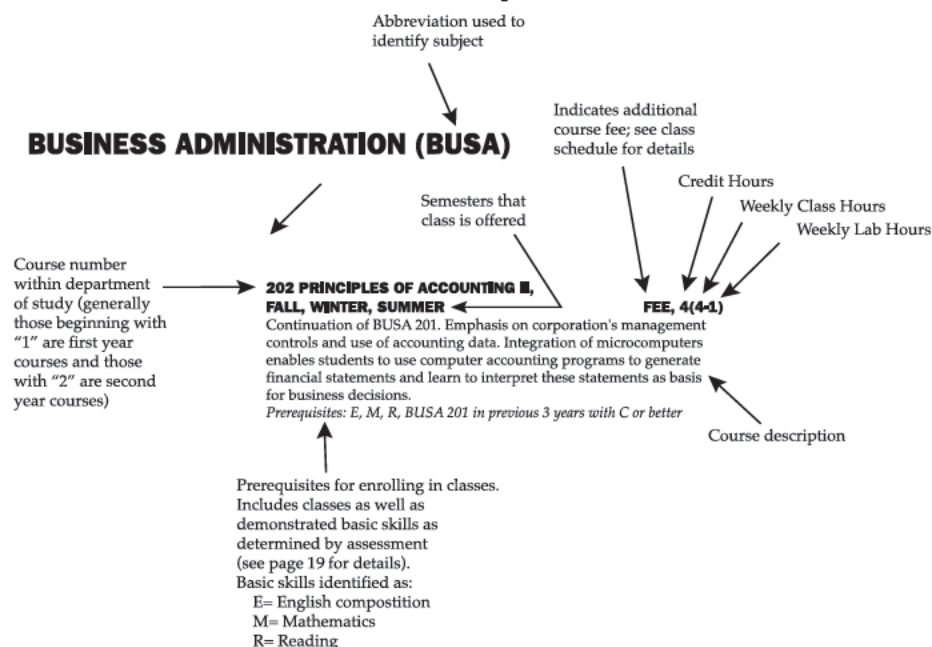 Abbreviation used to
identify subject
BUSINESS ADMINISTRATION (BUSA)
Indicates additional
course fee; see class
schedule for details
Credit Hours
Weekly Class Hours
Weekly Lab Hours
Semesters that
class is offered
Course number
within department
of study (generally
those beginning with
“1” are first year
courses and those
with “2” are second
year courses)
202 PRINCIPLES OF ACCOUNTING II,
FALL, WINTER, SUMMER FEE, 4(4-1)
Continuation of BUSA 201. Emphasis on corporation's management
controls and use of accounting data. Integration of microcomputers
enables students to use computer accounting programs to generate
financial statements and learn to interpret these statements as basis
for business decisions.
Prerequisites: E, M, R, BUSA 201 in previous 3 years with C or better
Course description
Prerequisites for enrolling in classes.
Includes classes as well as
demonstrated basic skills as
determined by assessment
(see page 19 for details).
Basic skills identified as:
E= English compostition
M= Mathematics
R= Reading